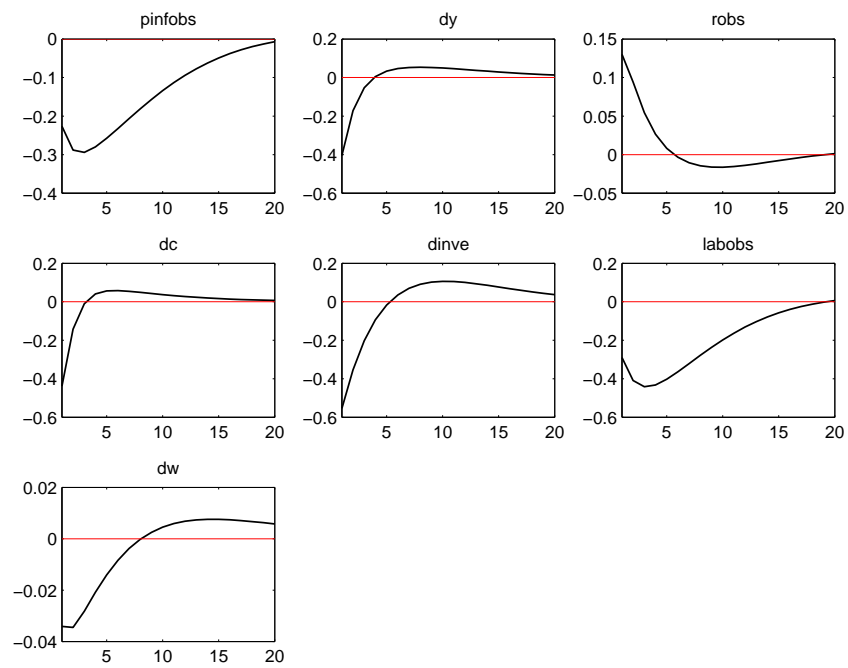 pinfobs dy robs
0 0.2 0.15
−0.1 0 0.1
−0.2 −0.2 0.05
−0.3 −0.4 0
−0.4 −0.6 −0.05
5 10 15 20 5 10 15 20 5 10 15 20
dc dinve labobs
0.2 0.2 0.2
0 0 0
−0.2 −0.2 −0.2
−0.4 −0.4 −0.4
−0.6 −0.6 −0.6
5 10 15 20 5 10 15 20 5 10 15 20
dw
0.02
0
−0.02
−0.04
5 10 15 20